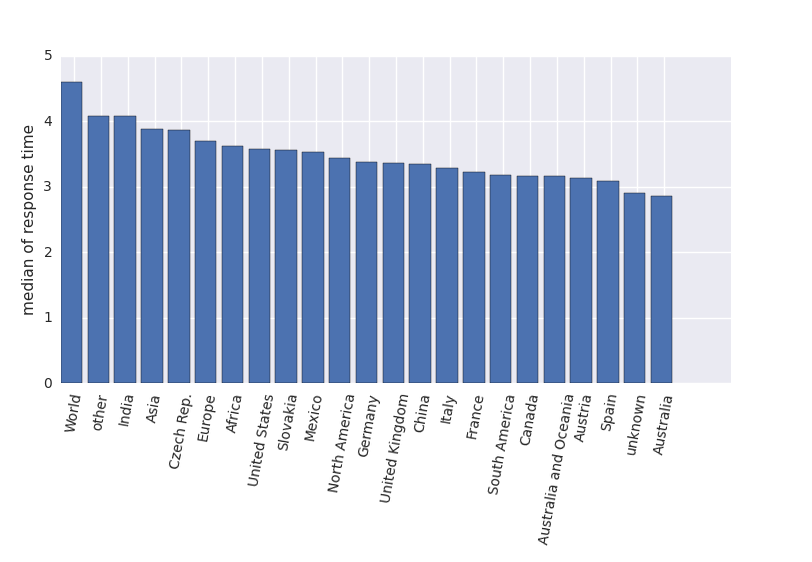 5
4
3
2
1
0
median of response time
World
other
India
Asia
Czech Rep.
Europe
Africa
United States
Slovakia
Mexico
North America
Germany
United Kingdom
China
Italy
France
South America
Canada
Australia and Oceania
Austria
Spain
unknown
Australia